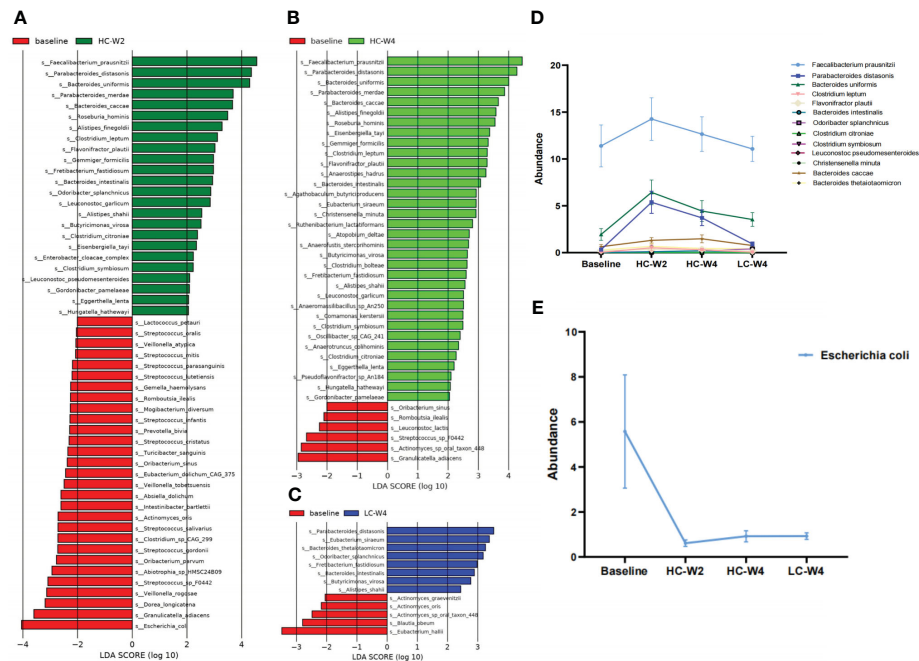 A
baseline HC-W2
s__Faecalibacterium_prausnitzii
s__Parabacteroides_distasonis
s__Bacteroides_uniformis
s__Parabacteroides_merdae
s__Bacteroides_caccae
s__Roseburia_hominis
s__Alistipes_finegoldii
s__Clostridium_leptum
s__Flavonifractor_plautii
s__Gemmiger_formicilis
s__Fretibacterium_fastidiosum
s__Bacteroides_intestinalis
s__Odoribacter_splanchnicus
s__Leuconostoc_garlicum
s__Alistipes_shahii
s__Butyricimonas_virosa
s__Clostridium_citroniae
s__Eisenbergiella_tayi
s__Enterobacter_cloacae_complex
s__Clostridium_symbiosum
s__Leuconostoc_pseudomesenteroides
s__Gordonibacter_pamelaeae
s__Eggerthella_lenta
s__Hungatella_hathewayi
s__Lactococcus_petauri
s__Streptococcus_oralis
s__Veillonella_atypica
s__Streptococcus_mitis
s__Streptococcus_parasanguinis
s__Streptococcus_lutetiensis
s__Gemella_haemolysans
s__Romboutsia_ilealis
s__Mogibacterium_diversum
s__Streptococcus_infantis
s__Prevotella_bivia
s__Streptococcus_cristatus
s__Turicibacter_sanguinis
s__Oribacterium_sinus
s__Eubacterium_dolichum_CAG_375
s__Veillonella_tobetsuensis
s__Absiella_dolichum
s__Intestinibacter_bartlettii
s__Actinomyces_oris
s__Streptococcus_salivarius
s__Clostridium_sp_CAG_299
s__Streptococcus_gordonii
s__Oribacterium_parvum
s__Abiotrophia_sp_HMSC24B09
s__Streptococcus_sp_F0442
s__Veillonella_rogosae
s__Dorea_longicatena
s__Granulicatella_adiacens
s__Escherichia_coli
−4 −2 0 2 4
LDA SCORE (log 10)
B
baseline HC-W4
s__Faecalibacterium_prausnitzii
s__Parabacteroides_distasonis
s__Bacteroides_uniformis
s__Parabacteroides_merdae
s__Bacteroides_caccae
s__Alistipes_finegoldii
s__Roseburia_hominis
s__Eisenbergiella_tayi
s__Gemmiger_formicilis
s__Clostridium_leptum
s__Flavonifractor_plautii
s__Anaerostipes_hadrus
s__Bacteroides_intestinalis
s__Agathobaculum_butyriciproducens
s__Eubacterium_siraeum
s__Christensenella_minuta
s__Ruthenibacterium_lactatiformans
s__Atopobium_deltae
s__Anaerofustis_stercorihominis
s__Butyricimonas_virosa
s__Clostridium_bolteae
s__Fretibacterium_fastidiosum
s__Alistipes_shahii
s__Leuconostoc_garlicum
s__Anaeromassilibacillus_sp_An250
s__Comamonas_kerstersii
s__Clostridium_symbiosum
s__Oscillibacter_sp_CAG_241
s__Anaerotruncus_colihominis
s__Clostridium_citroniae
s__Eggerthella_lenta
s__Pseudoflavonifractor_sp_An184
s__Hungatella_hathewayi
s__Gordonibacter_pamelaeae
s__Oribacterium_sinus
s__Romboutsia_ilealis
s__Leuconostoc_lactis
s__Streptococcus_sp_F0442
s__Actinomyces_sp_oral_taxon_448
s__Granulicatella_adiacens
−3 −2 −1 0 1 2 3 4
LDA SCORE (log 10)
C
baseline LC-W4
s__Parabacteroides_distasonis
s__Eubacterium_siraeum
s__Bacteroides_thetaiotaomicron
s__Odoribacter_splanchnicus
s__Fretibacterium_fastidiosum
s__Bacteroides_intestinalis
s__Butyricimonas_virosa
s__Alistipes_shahii
s__Actinomyces_graevenitzii
s__Actinomyces_oris
s__Actinomyces_sp_oral_taxon_448
s__Blautia_obeum
s__Eubacterium_hallii
−3 −2 −1 0 1 2 3
LDA SCORE (log 10)
D
Abundance
20
15
10
5
0
Baseline HC-W2 HC-W4 LC-W4
Faecalibacterium prausnitzii
Parabacteroides distasonis
Bacteroides uniformis
Clostridium leptum
Flavonifractor plautii
Bacteroides intestinalis
Odoribacter splanchnicus
Clostridium citroniae
Clostridium symbiosum
Leuconostoc pseudomesenteroides
Christensenella minuta
Bacteroides caccae
Bacteroides thetaiotaomicron
E
Abundance
10
8
6
4
2
0
Baseline HC-W2 HC-W4 LC-W4
Escherichia coli